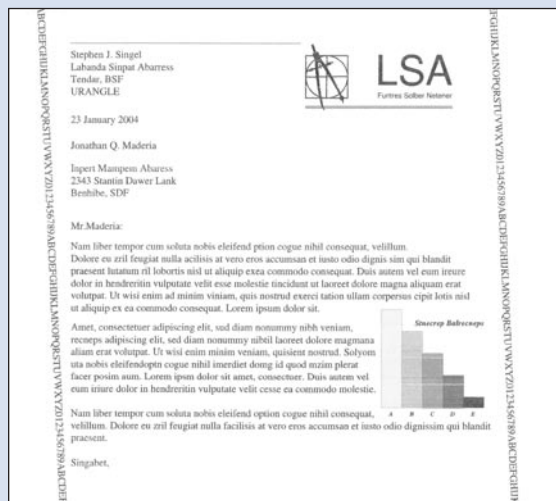 ABCDEFGHIJKLMNOPQRSTUVWXYZ0123456789ABCDEFGHIJKLMNOPQRSTUVWXYZ0123456789ABCDEF
Stephen J. Singel
Labanda Sinpat Abarress
Tendar, BSF
URANGLE
LSA
Funtres Solber Netener
23 January 2004
Jonathan Q. Maderia
Inpert Mampem Abaress
2343 Stantin Dawer Lank
Benhibe, SDF
Mr.Maderia:
Nam liber tempor cum soluta nobis eleifend ption cogue nihil consequat, velillum.
Dolore eu zril feugiat nulla acilisis at vero eros accumsan et iusto odio dignis sim qui blandit
praesent lutatum ril lobortis nisl ut aliquip exea commodo consequat. Duis autem vel eum ireure
dolor in hendreritin vulputate velit esse molestie tincidunt ut laoreet dolore magna aliquam erat
volutpat. Ut wisi enim ad minim viniam, quis nostrud exerci tation ullam corpersus cipit lotis nisl
ut aliquip ex ea commodo consequat. Lorem ipsum dolor sit.
Amet, consectetuer adipiscing elit, sud diam nonummy nibh veniam,
recneps adipiscing elit, sed diam nonummy nibtil laoreet dolore magmana
aliam erat volutpat. Ut wisi enim minim veniam, quisient nostrud. Solyom
uta nobis eleifendoptn cogue nihil imerdiet domg id quod mzim plerat
facer posim aum. Lorem ipsum dolor sit amet, consectuer. Duis autem vel
eum iriure dolor in hendreritin vulputate velit cesse ea commodo molestie.
Sinscrop Bulrecneps
A B C D E
Nam liber tempor cum soluta nobis eleifend option cogue nihil consequat,
velillum. Dolore eu zril feugiat nulla facilisis at vero eros accumsan et iusto odio dignissim qui blandit
praesent.
Singabet,
EFGHIJKLMNOPQRSTUVWXYZ0123456789ABCDEFGHIJKLMNOPQRSTUVWXYZ0123456789ABCDEFGHIJ